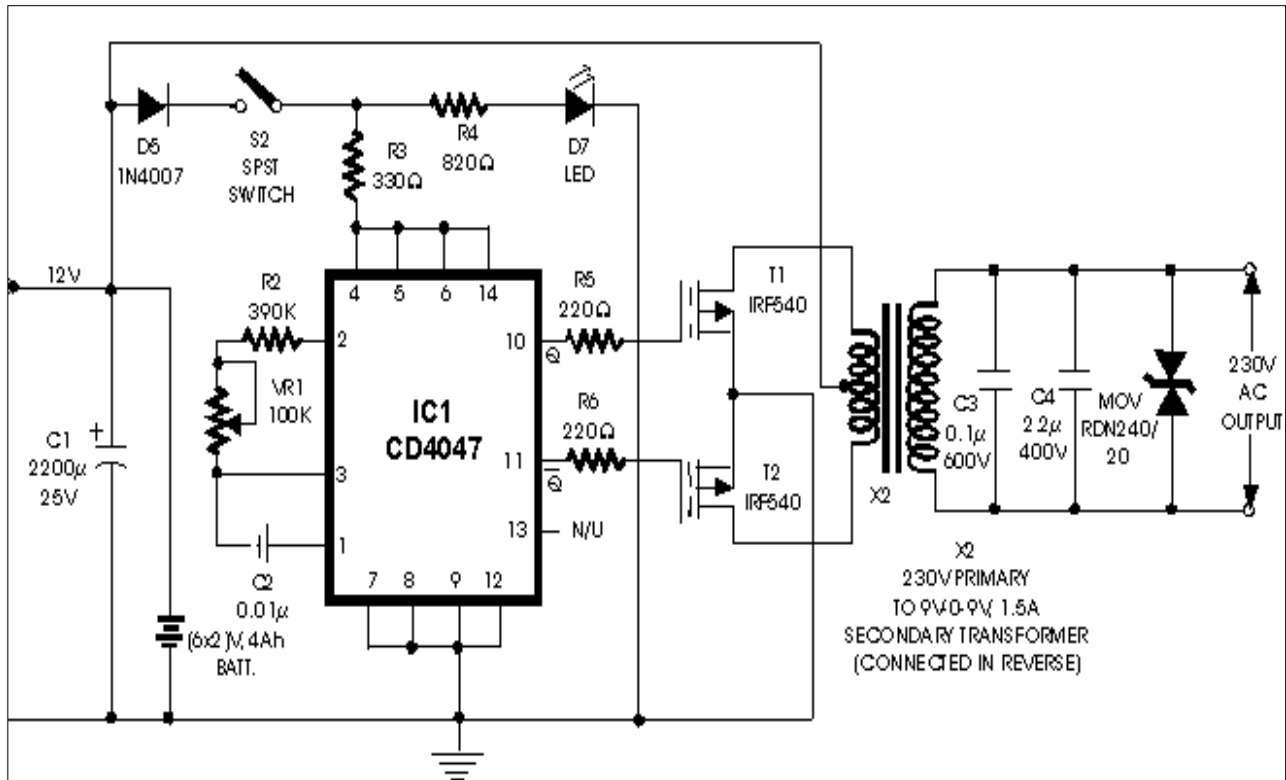 D5
1N4007
S2
SPST
SWITCH
R3
330Ω
R4
820Ω
D7
LED
12V
R2
390K
VR1
100K
C1
+
2200µ
25V
4
5
6
14
2
3
1
10
Q
11
Q̅
13
N/U
7
8
9
12
IC1
CD4047
R5
220Ω
R6
220Ω
T1
IRF540
T2
IRF540
C2
0.01µ
(6x2)V, 4Ah
BATT.
X2
C3
0.1µ
600V
C4
2.2µ
400V
MOV
RDN240/
20
230V
AC
OUTPUT
X2
230V PRIMARY
TO 9V-0-9V, 1.5A
SECONDARY TRANSFORMER
(CONNECTED IN REVERSE)